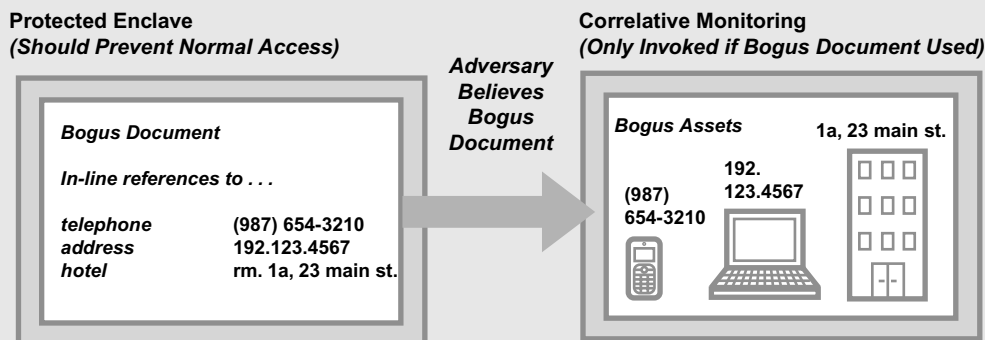 Protected Enclave
(Should Prevent Normal Access)
Bogus Document
In-line references to . . .
telephone (987) 654-3210
address 192.123.4567
hotel rm. 1a, 23 main st.
Adversary
Believes
Bogus
Document
Correlative Monitoring
(Only Invoked if Bogus Document Used)
Bogus Assets
(987)
654-3210
192.
123.4567
1a, 23 main st.